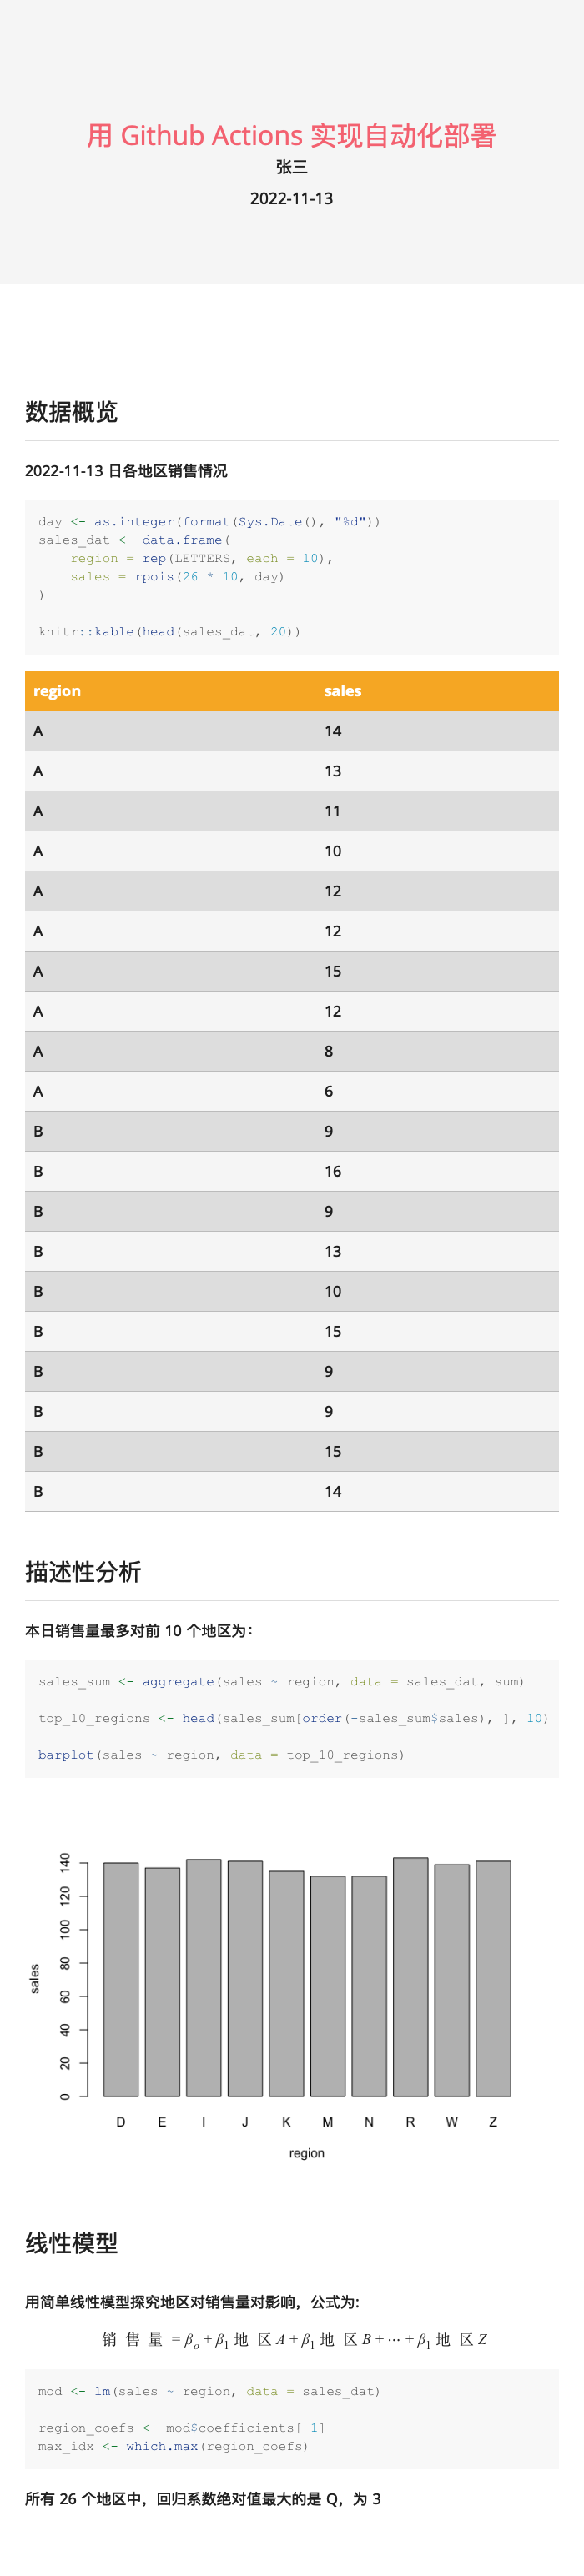 用 Github Actions 实现自动化部署
张三
2022-11-13
数据概览
2022-11-13 日各地区销售情况
day <- as.integer(format(Sys.Date(), "%d"))
sales_dat <- data.frame(
    region = rep(LETTERS, each = 10),
    sales = rpois(26 * 10, day)
)
knitr::kable(head(sales_dat, 20))
region sales
A 14
A 13
A 11
A 10
A 12
A 12
A 15
A 12
A 8
A 6
B 9
B 16
B 9
B 13
B 10
B 15
B 9
B 9
B 15
B 14
描述性分析
本日销售量最多对前 10 个地区为：
sales_sum <- aggregate(sales ~ region, data = sales_dat, sum)
top_10_regions <- head(sales_sum[order(-sales_sum$sales), ], 10)
barplot(sales ~ region, data = top_10_regions)
140
120
100
80
60
40
20
0
sales
D E I J K M N R W Z
region
线性模型
用简单线性模型探究地区对销售量对影响，公式为:
销 售 量 = β₀ + β₁ 地 区 A + β₁ 地 区 B + ⋯ + β₁ 地 区 Z
mod <- lm(sales ~ region, data = sales_dat)
region_coefs <- mod$coefficients[-1]
max_idx <- which.max(region_coefs)
所有 26 个地区中，回归系数绝对值最大的是 Q，为 3